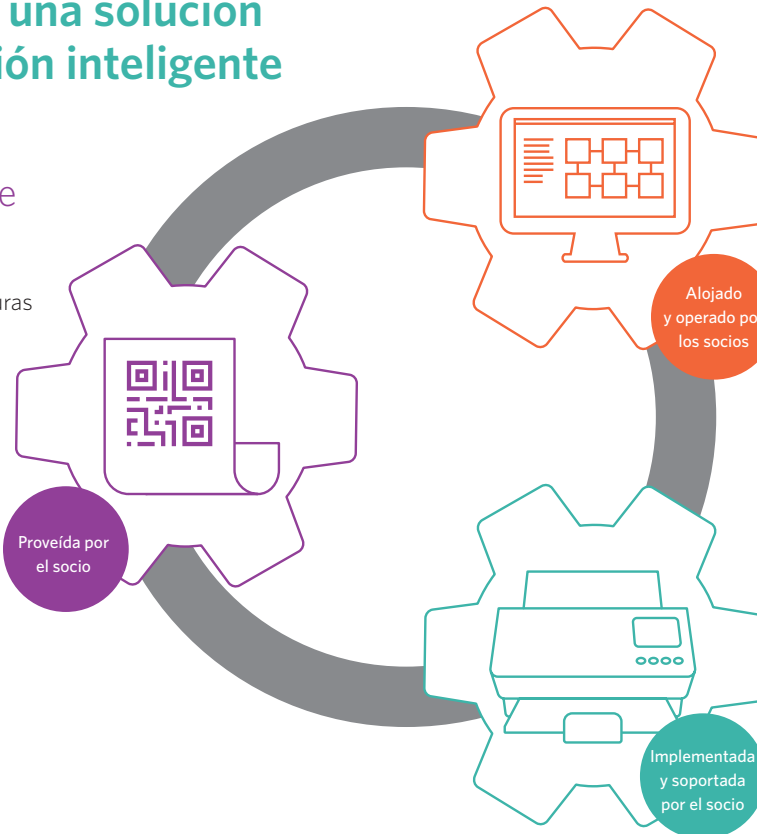 una solución
ión inteligente
e
uras
Alojado
y operado po
los socios
Proveída por
el socio
Implementada
y soportada
por el socio